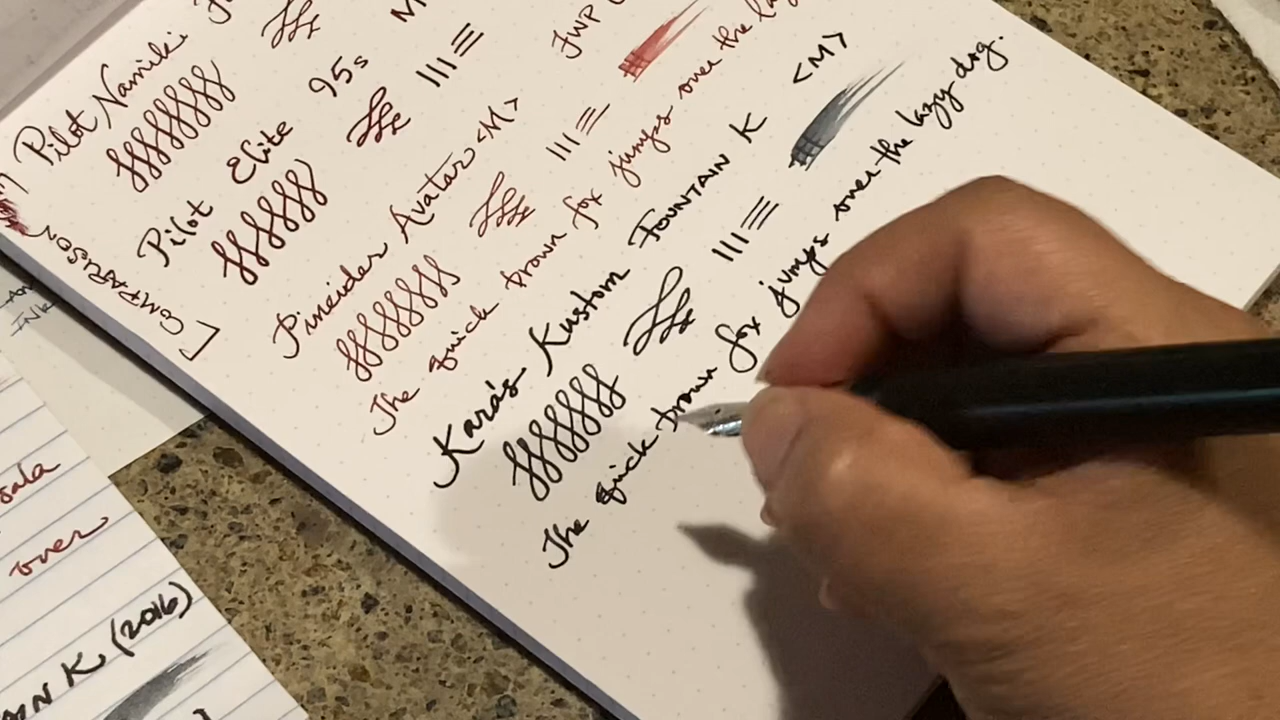 Pilot Namiki
Pilot Elite 95s M
Pineider Avatar <M> FWP
The quick brown fox jumps over the
Kara's Kustom FOUNTAIN K <M>
The quick brown fox jumps over the lazy dog.
over
K (2016)